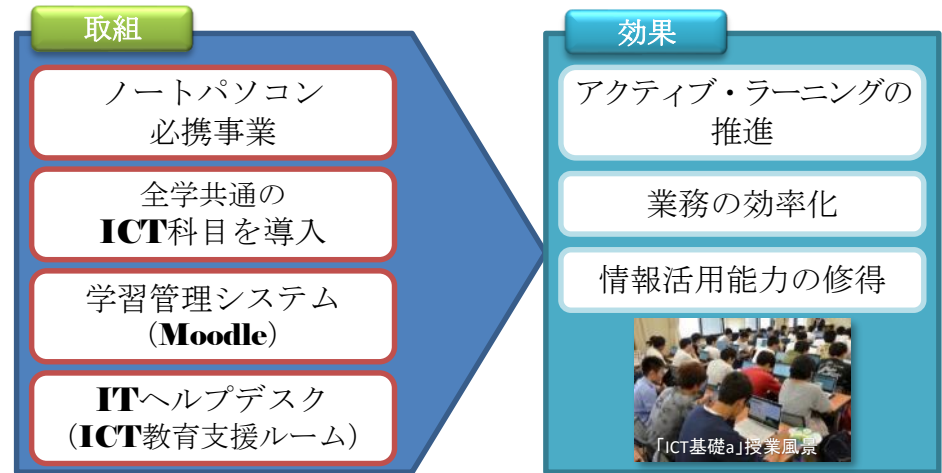 取組
ノートパソコン
必携事業
全学共通の
ICT科目を導入
学習管理システム
（Moodle）
ITヘルプデスク
（ICT教育支援ルーム）
効果
アクティブ・ラーニングの
推進
業務の効率化
情報活用能力の修得
「ICT基礎a」授業風景